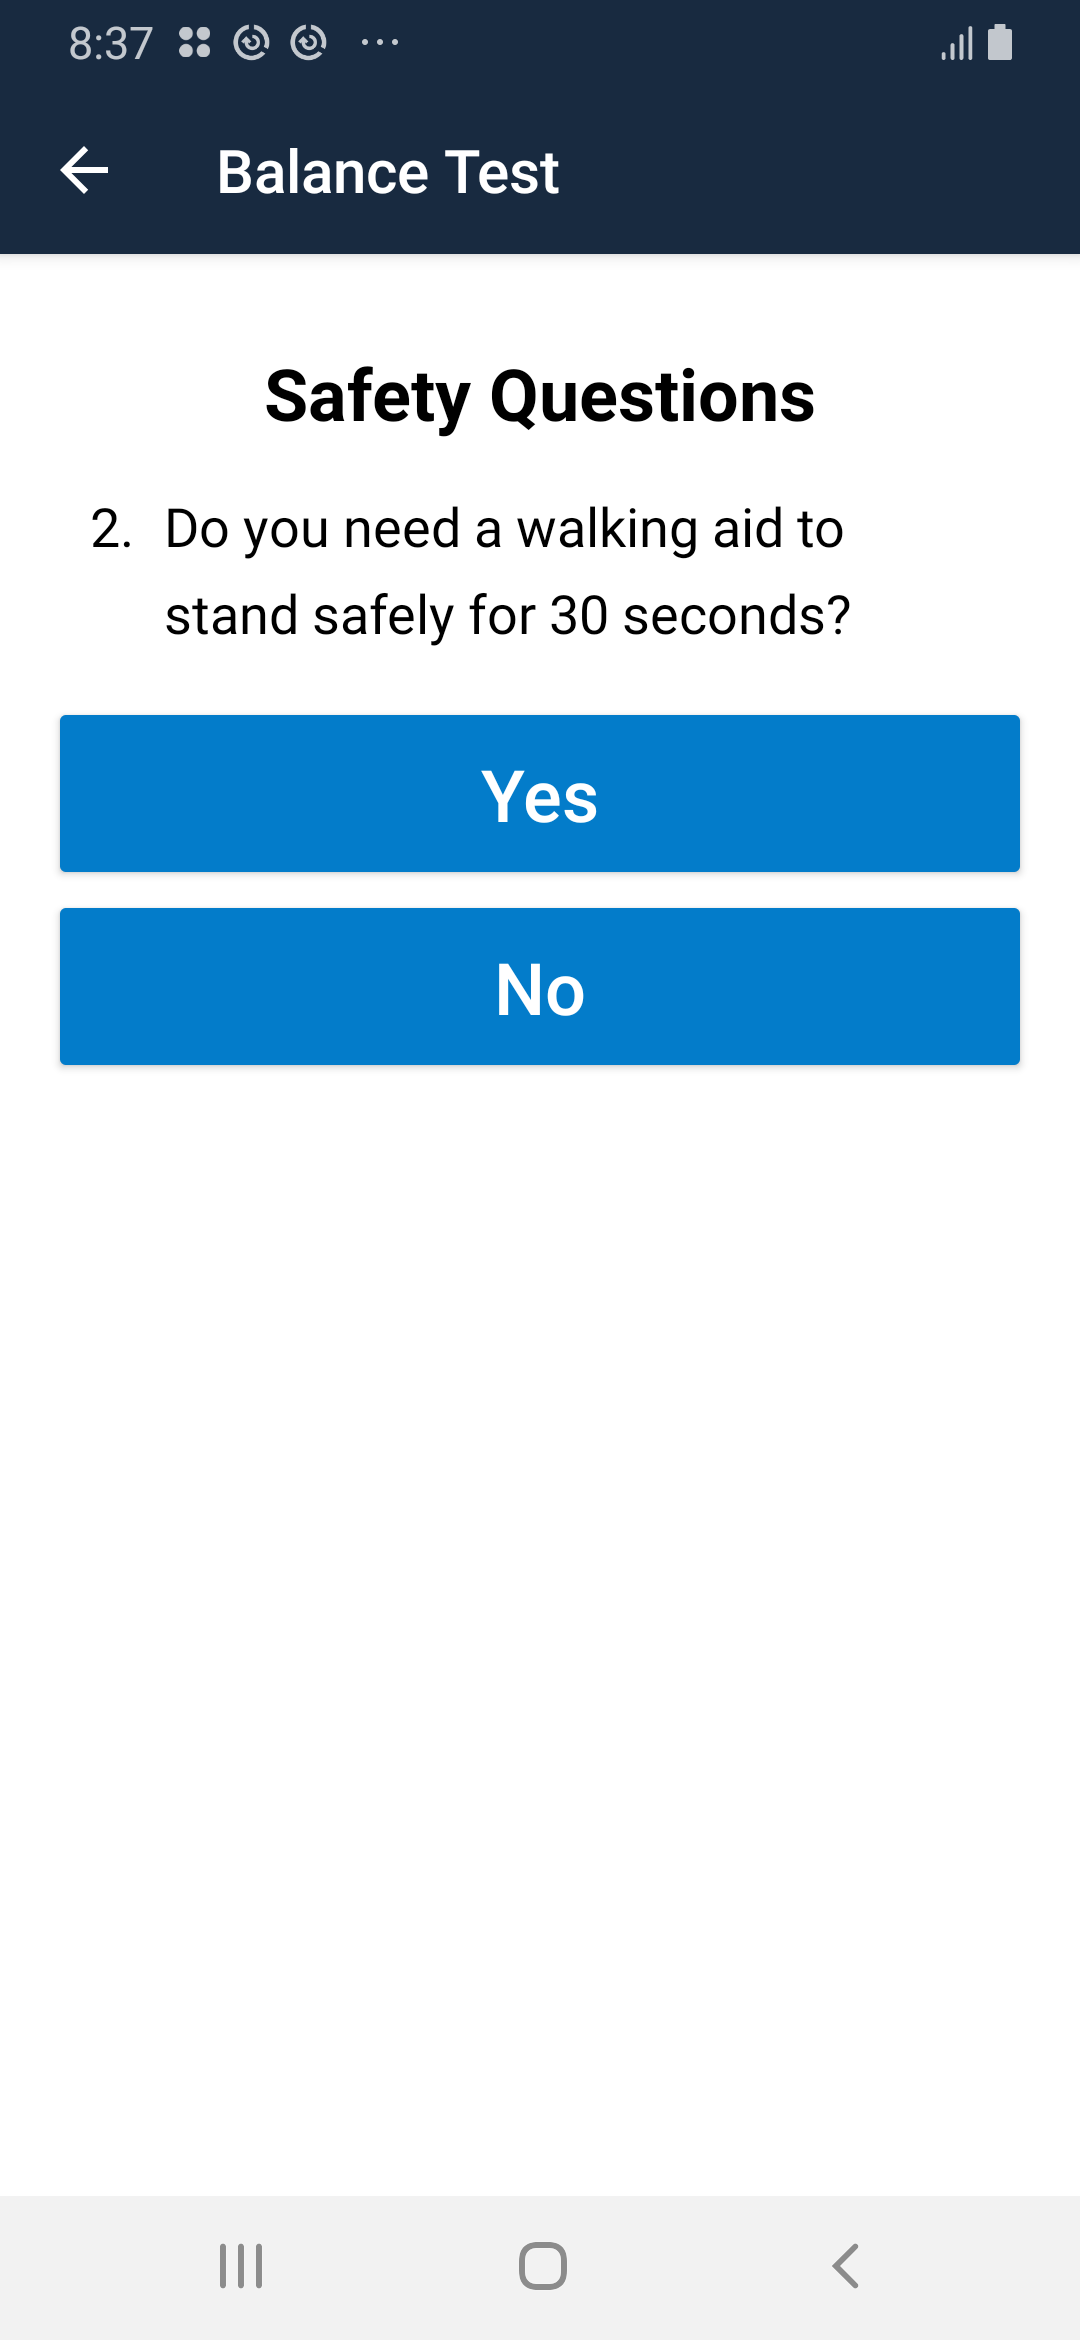 8:37
Balance Test
Safety Questions
2. Do you need a walking aid to
stand safely for 30 seconds?
Yes
No